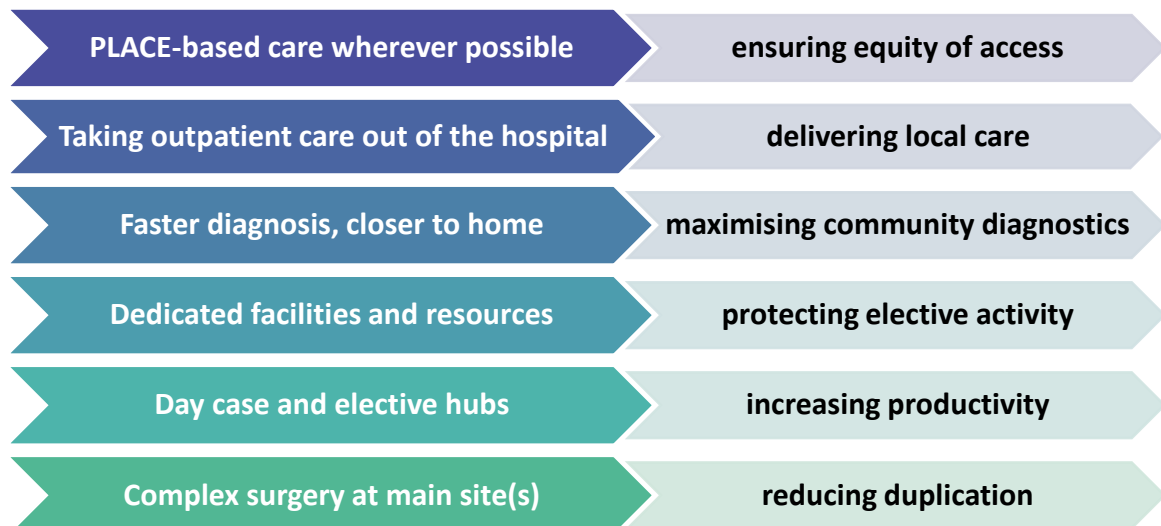 PLACE-based care wherever possible
ensuring equity of access
Taking outpatient care out of the hospital
delivering local care
Faster diagnosis, closer to home
maximising community diagnostics
Dedicated facilities and resources
protecting elective activity
Day case and elective hubs
increasing productivity
Complex surgery at main site(s)
reducing duplication